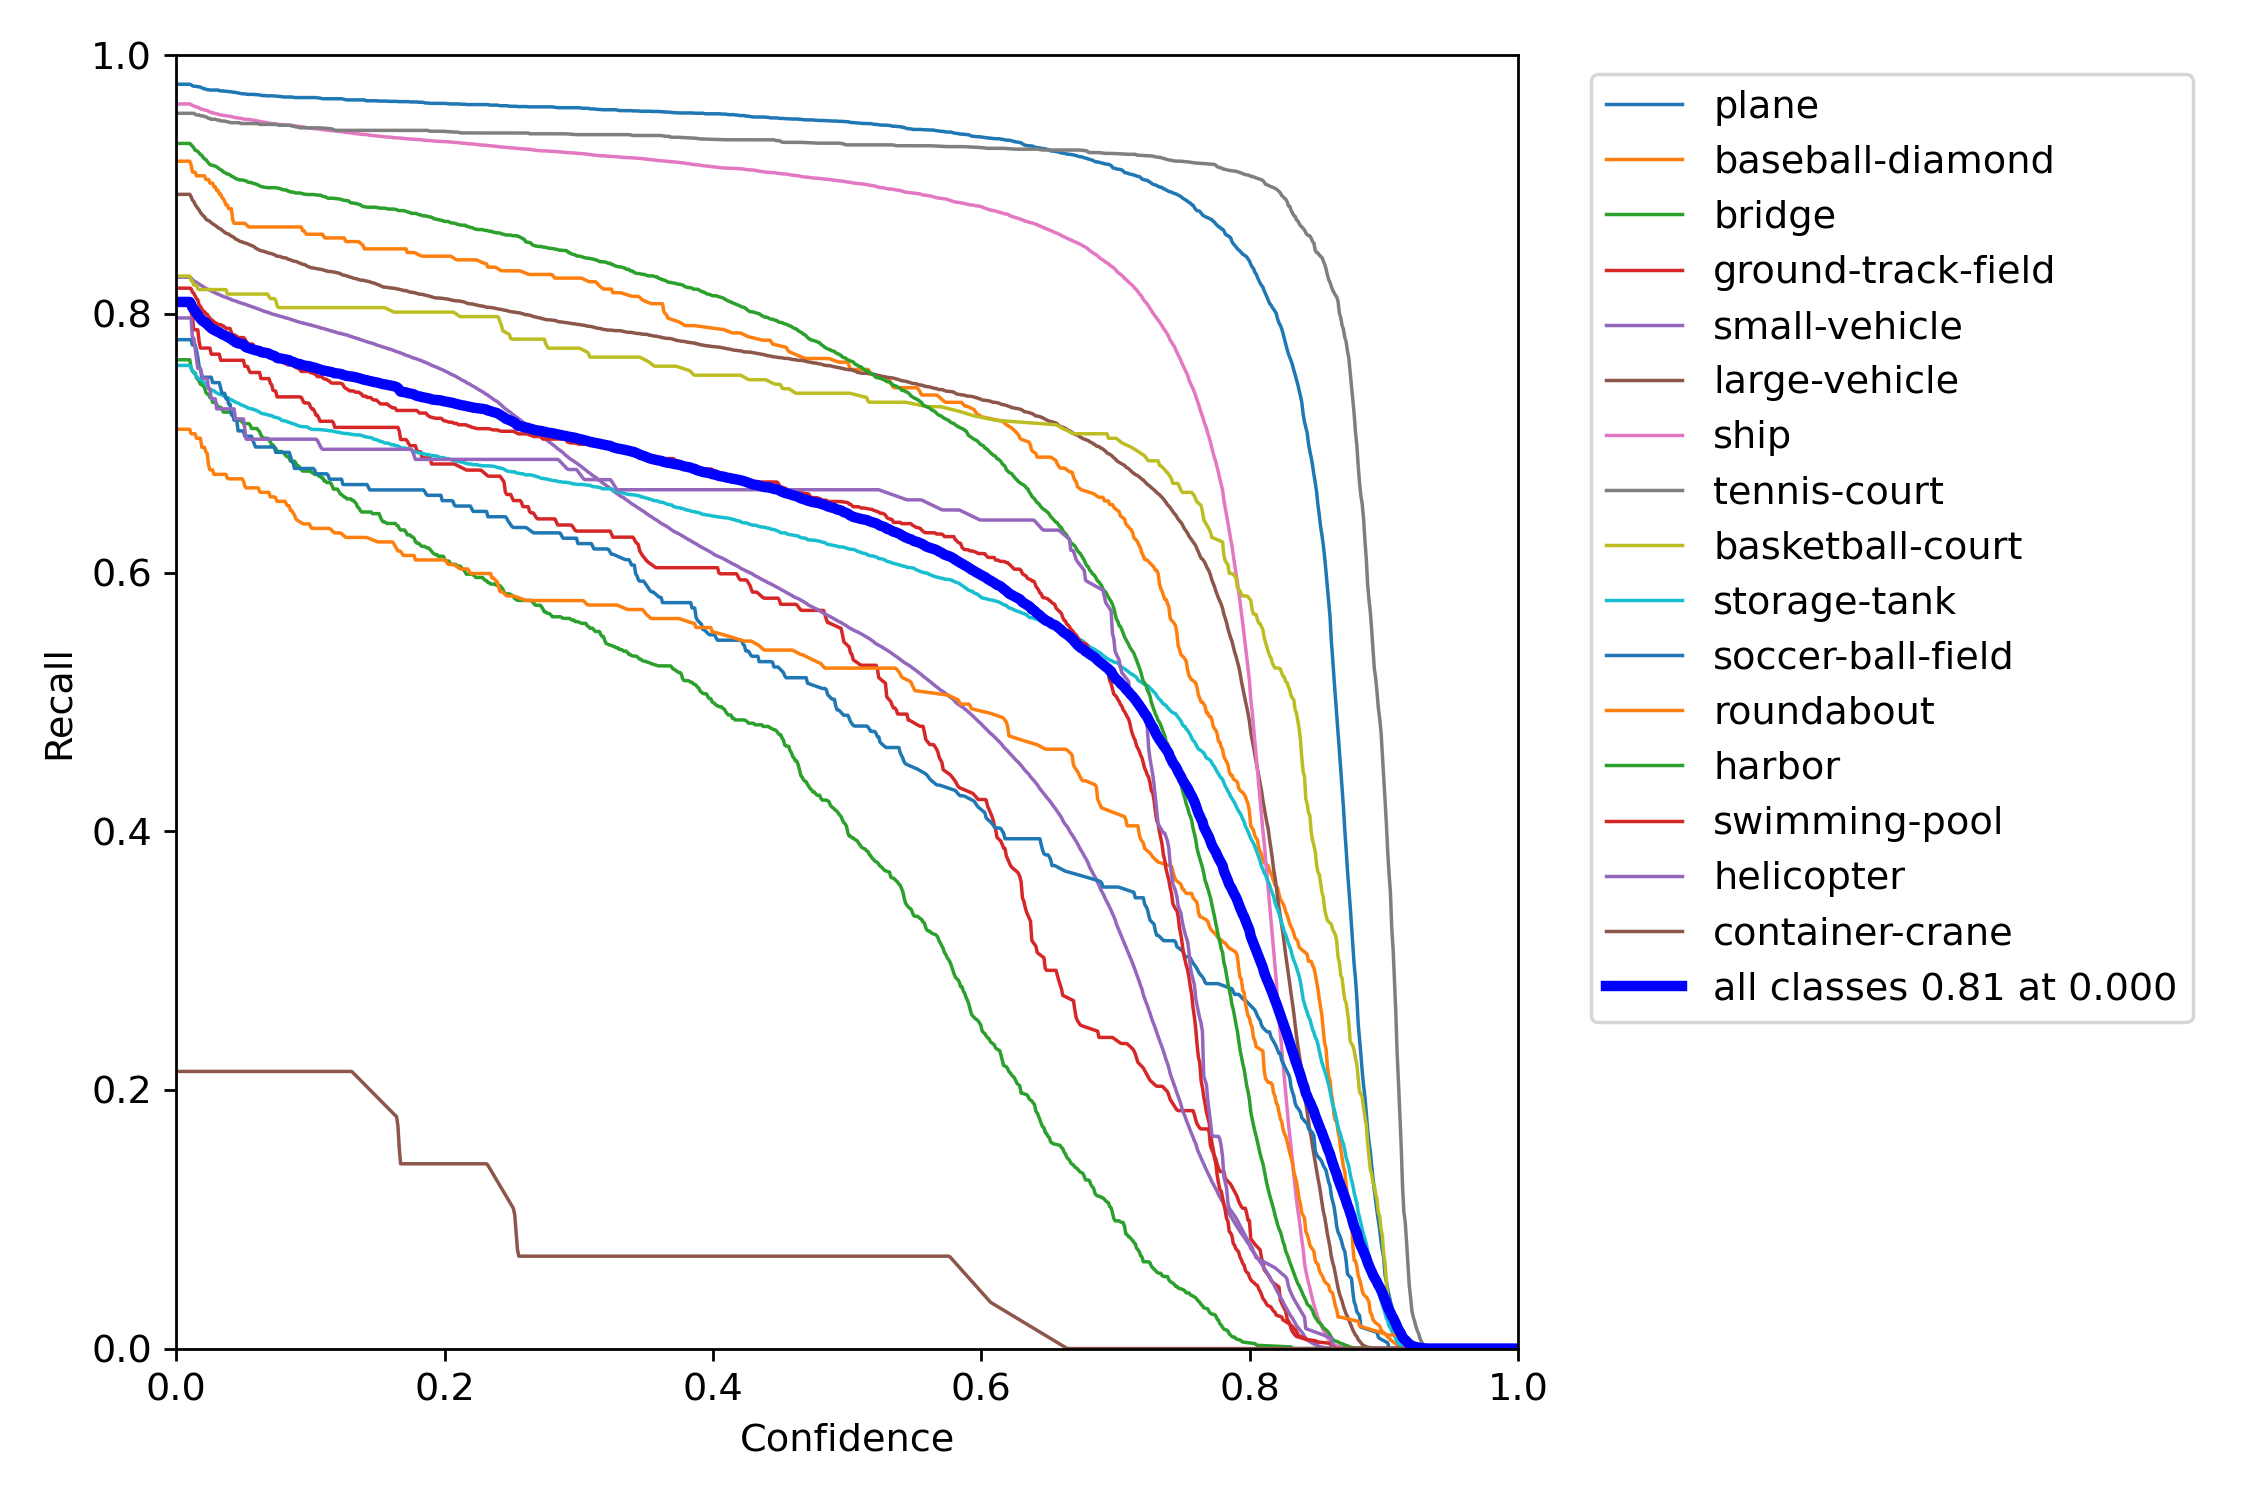 1.0
0.8
0.6
0.4
0.2
0.0
Recall
0.0 0.2 0.4 0.6 0.8 1.0
Confidence
plane
baseball-diamond
bridge
ground-track-field
small-vehicle
large-vehicle
ship
tennis-court
basketball-court
storage-tank
soccer-ball-field
roundabout
harbor
swimming-pool
helicopter
container-crane
all classes 0.81 at 0.000